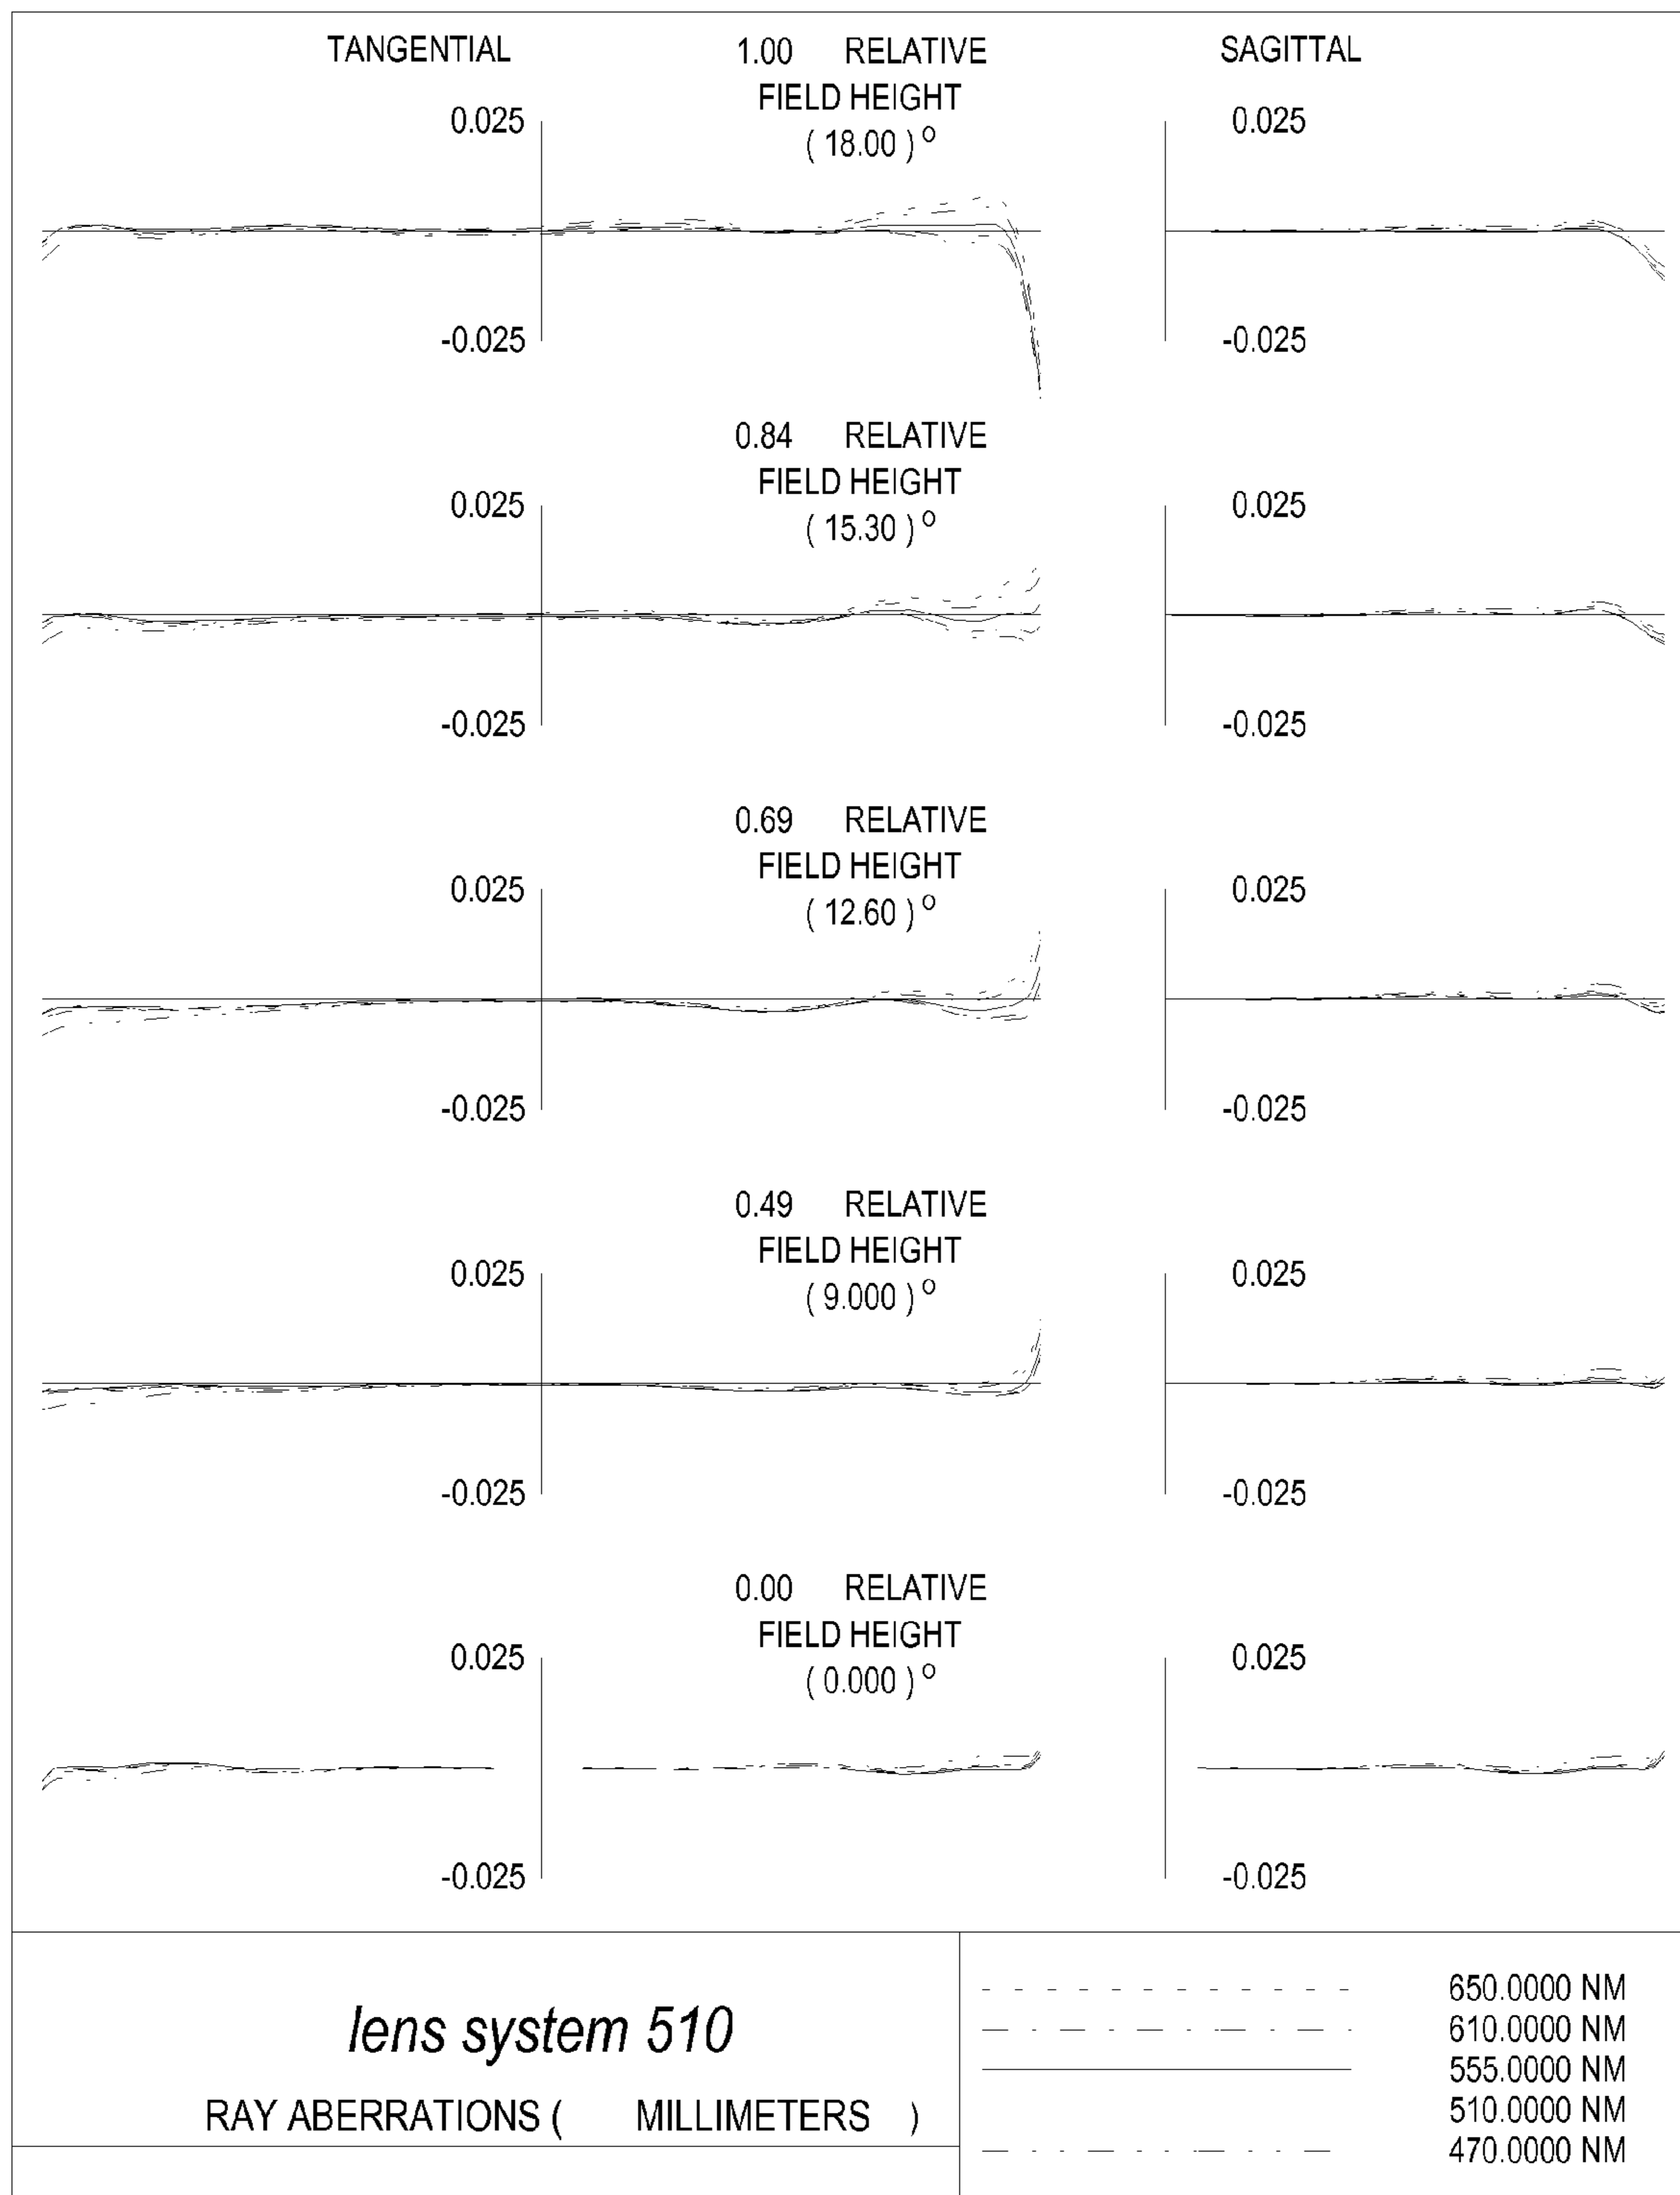 TANGENTIAL 1.00 RELATIVE SAGITTAL
FIELD HEIGHT
( 18.00 ) O
0.025 0.025
-0.025 -0.025
0.84 RELATIVE
FIELD HEIGHT
( 15.30 ) O
0.025 0.025
-0.025 -0.025
0.69 RELATIVE
FIELD HEIGHT
( 12.60 ) O
0.025 0.025
-0.025 -0.025
0.49 RELATIVE
FIELD HEIGHT
( 9.000 ) O
0.025 0.025
-0.025 -0.025
0.00 RELATIVE
FIELD HEIGHT
( 0.000 ) O
0.025 0.025
-0.025 -0.025
lens system 510
RAY ABERRATIONS ( MILLIMETERS )
650.0000 NM
610.0000 NM
555.0000 NM
510.0000 NM
470.0000 NM